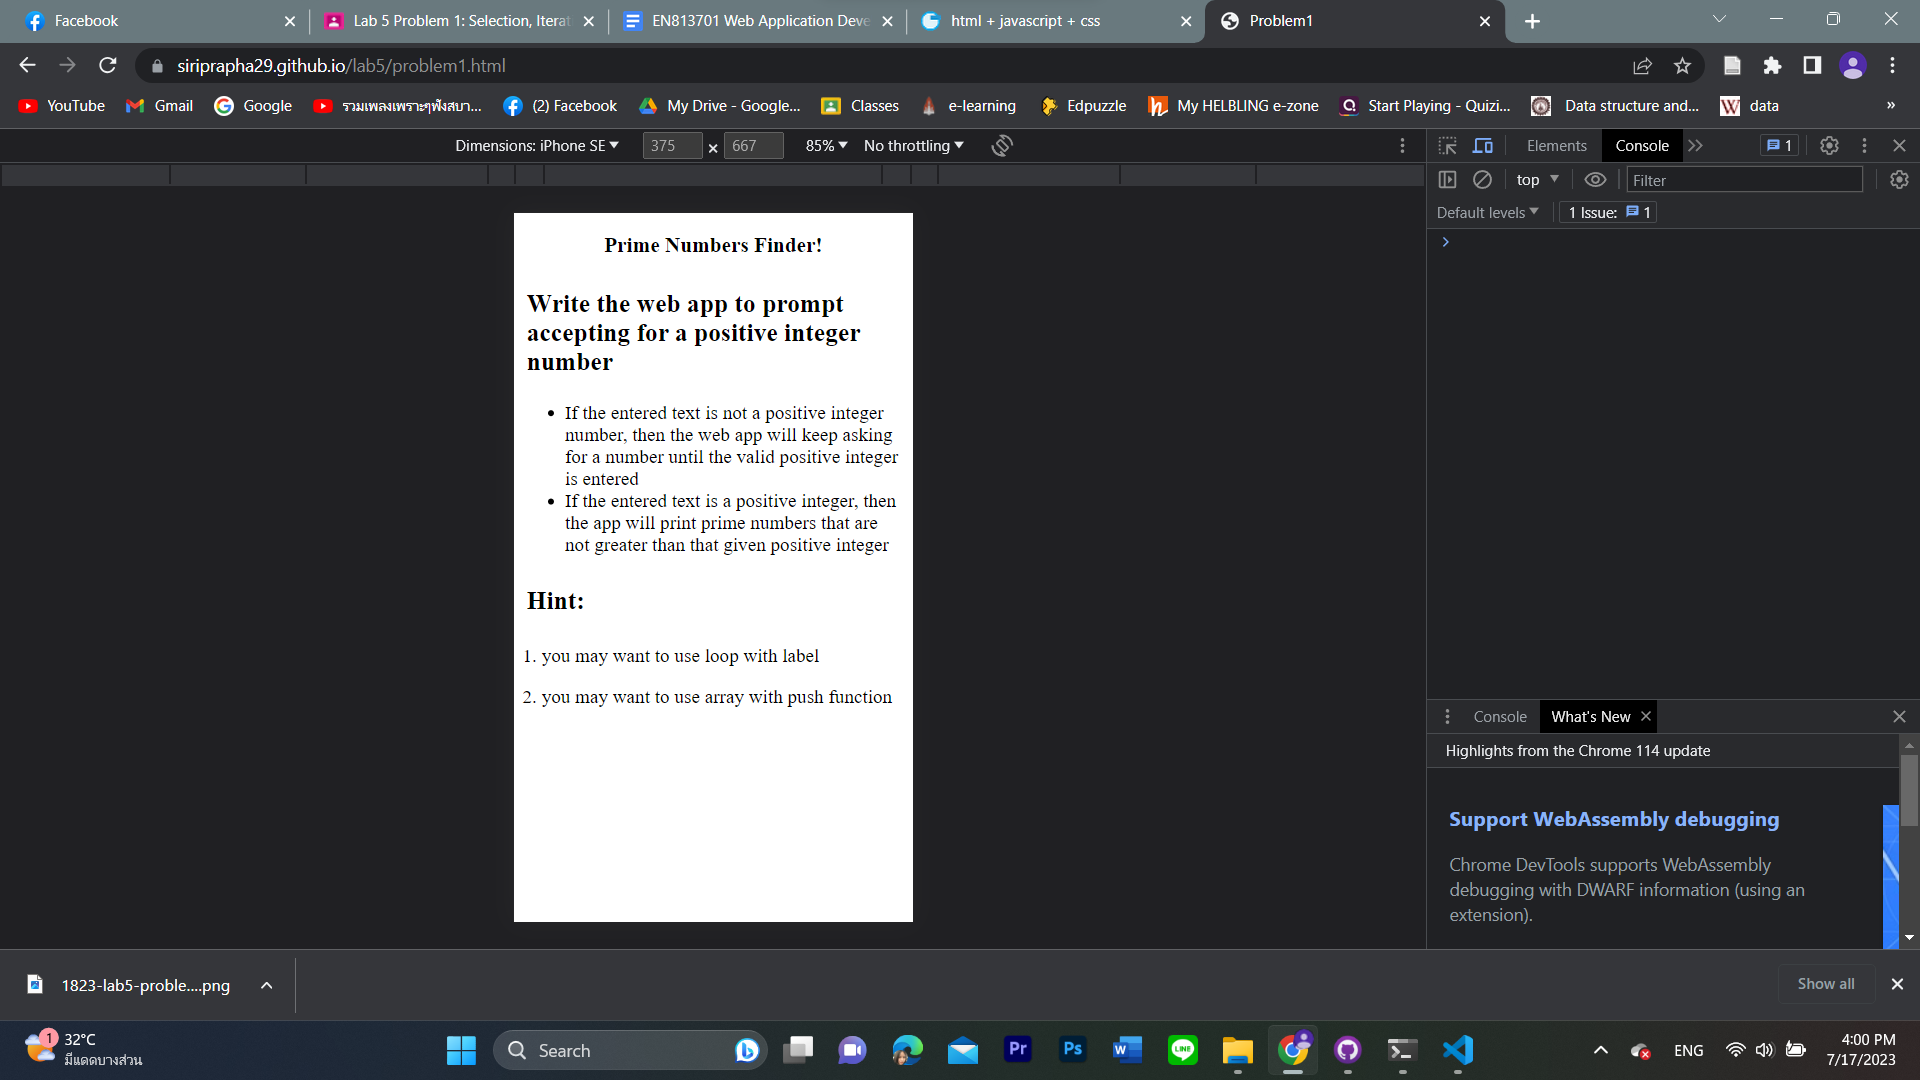 Facebook
Lab 5 Problem 1: Selection, Iterat
EN813701 Web Application Deve
html + javascript + css
Problem1
siriprapha29.github.io/lab5/problem1.html
YouTube
Gmail
Google
รวมเพลงเพราะๆฟังสบา...
(2) Facebook
My Drive - Google...
Classes
e-learning
Edpuzzle
My HELBLING e-zone
Start Playing - Quizi...
Data structure and...
data
»
Dimensions: iPhone SE
375 × 667
85%
No throttling
Elements
Console
1
top
Filter
Default levels
1 Issue: 1
Prime Numbers Finder!
Write the web app to prompt
accepting for a positive integer
number
• If the entered text is not a positive integer
number, then the web app will keep asking
for a number until the valid positive integer
is entered
• If the entered text is a positive integer, then
the app will print prime numbers that are
not greater than that given positive integer
Hint:
1. you may want to use loop with label
2. you may want to use array with push function
Console
What's New
Highlights from the Chrome 114 update
Support WebAssembly debugging
Chrome DevTools supports WebAssembly
debugging with DWARF information (using an
extension).
1823-lab5-proble....png
Show all
1
32°C
มีแดดบางส่วน
Search
Pr
Ps
W
LINE
ENG
4:00 PM
7/17/2023